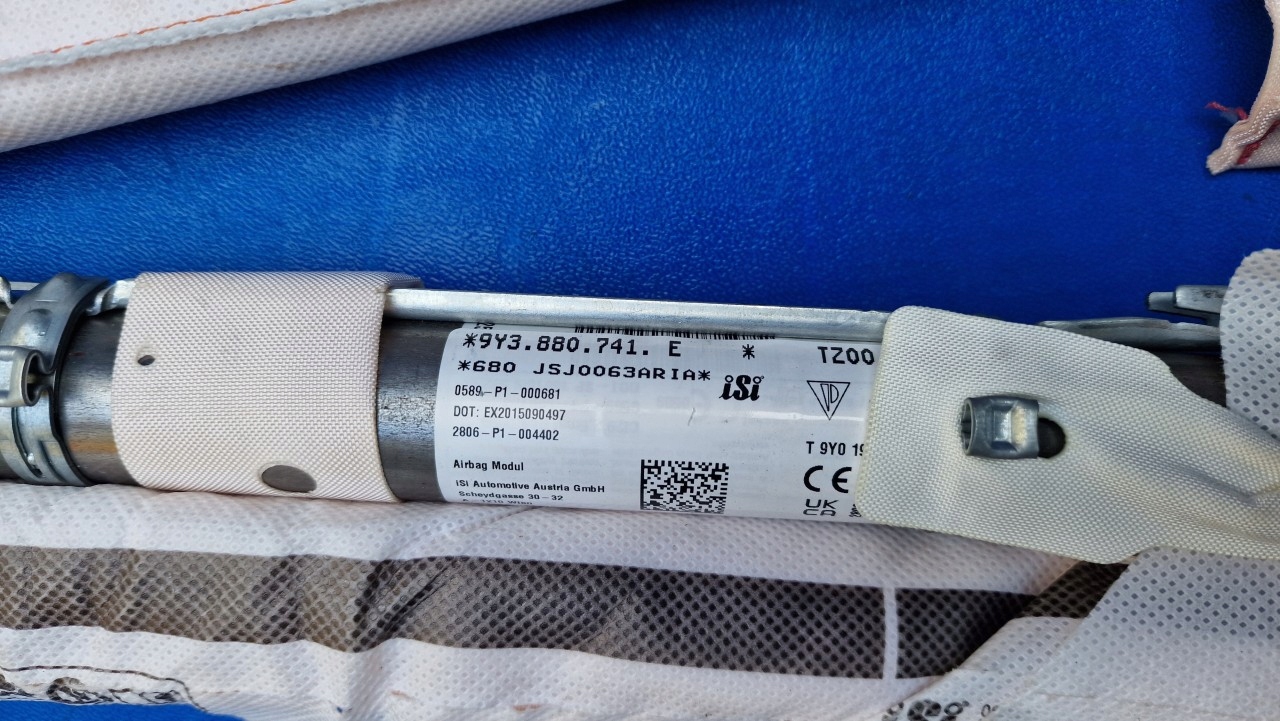 *9Y3.880.741. E *
TZ00
*680 JSJ0063ARIA*
iSi
0589-P1-000681
DOT: EX2015090497
2806-P1-004402
T 9Y0
Airbag Modul
CE
iSi Automotive Austria GmbH
Scheydgasse 30-32
UK